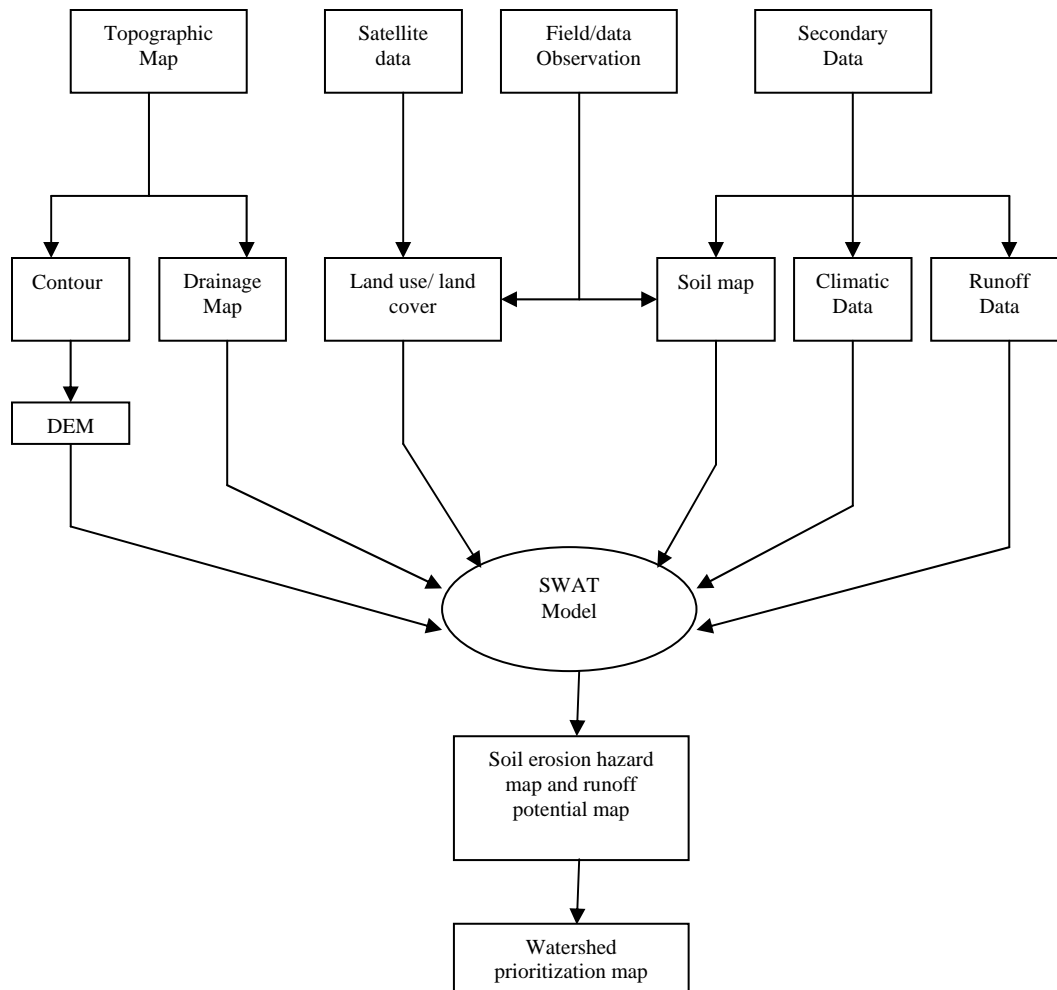 Topographic
Map
Satellite
data
Field/data
Observation
Secondary
Data
Contour
Drainage
Map
Land use/ land
cover
Soil map
Climatic
Data
Runoff
Data
DEM
SWAT
Model
Soil erosion hazard
map and runoff
potential map
Watershed
prioritization map